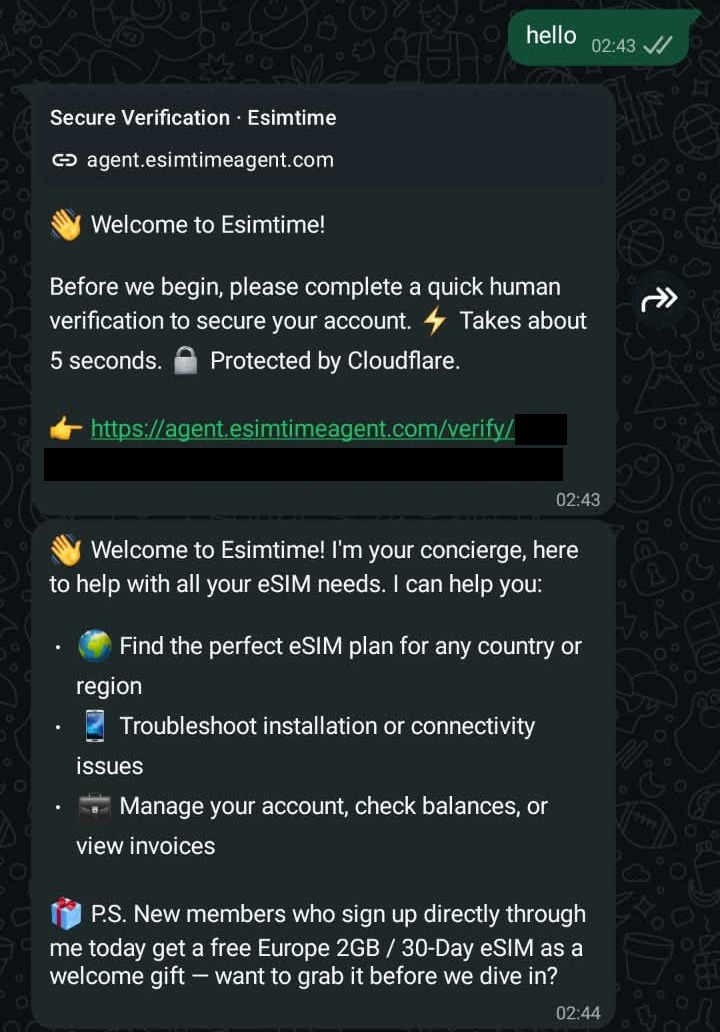 hello
02:43
Secure Verification · Esimtime
agent.esimtimeagent.com
👋 Welcome to Esimtime!
Before we begin, please complete a quick human
verification to secure your account. ⚡ Takes about
5 seconds. 🔒 Protected by Cloudflare.
👉 https://agent.esimtimeagent.com/verify/
02:43
👋 Welcome to Esimtime! I'm your concierge, here
to help with all your eSIM needs. I can help you:
• 🌍 Find the perfect eSIM plan for any country or
region
• 📱 Troubleshoot installation or connectivity
issues
• 💼 Manage your account, check balances, or
view invoices
🎁 P.S. New members who sign up directly through
me today get a free Europe 2GB / 30-Day eSIM as a
welcome gift — want to grab it before we dive in?
02:44